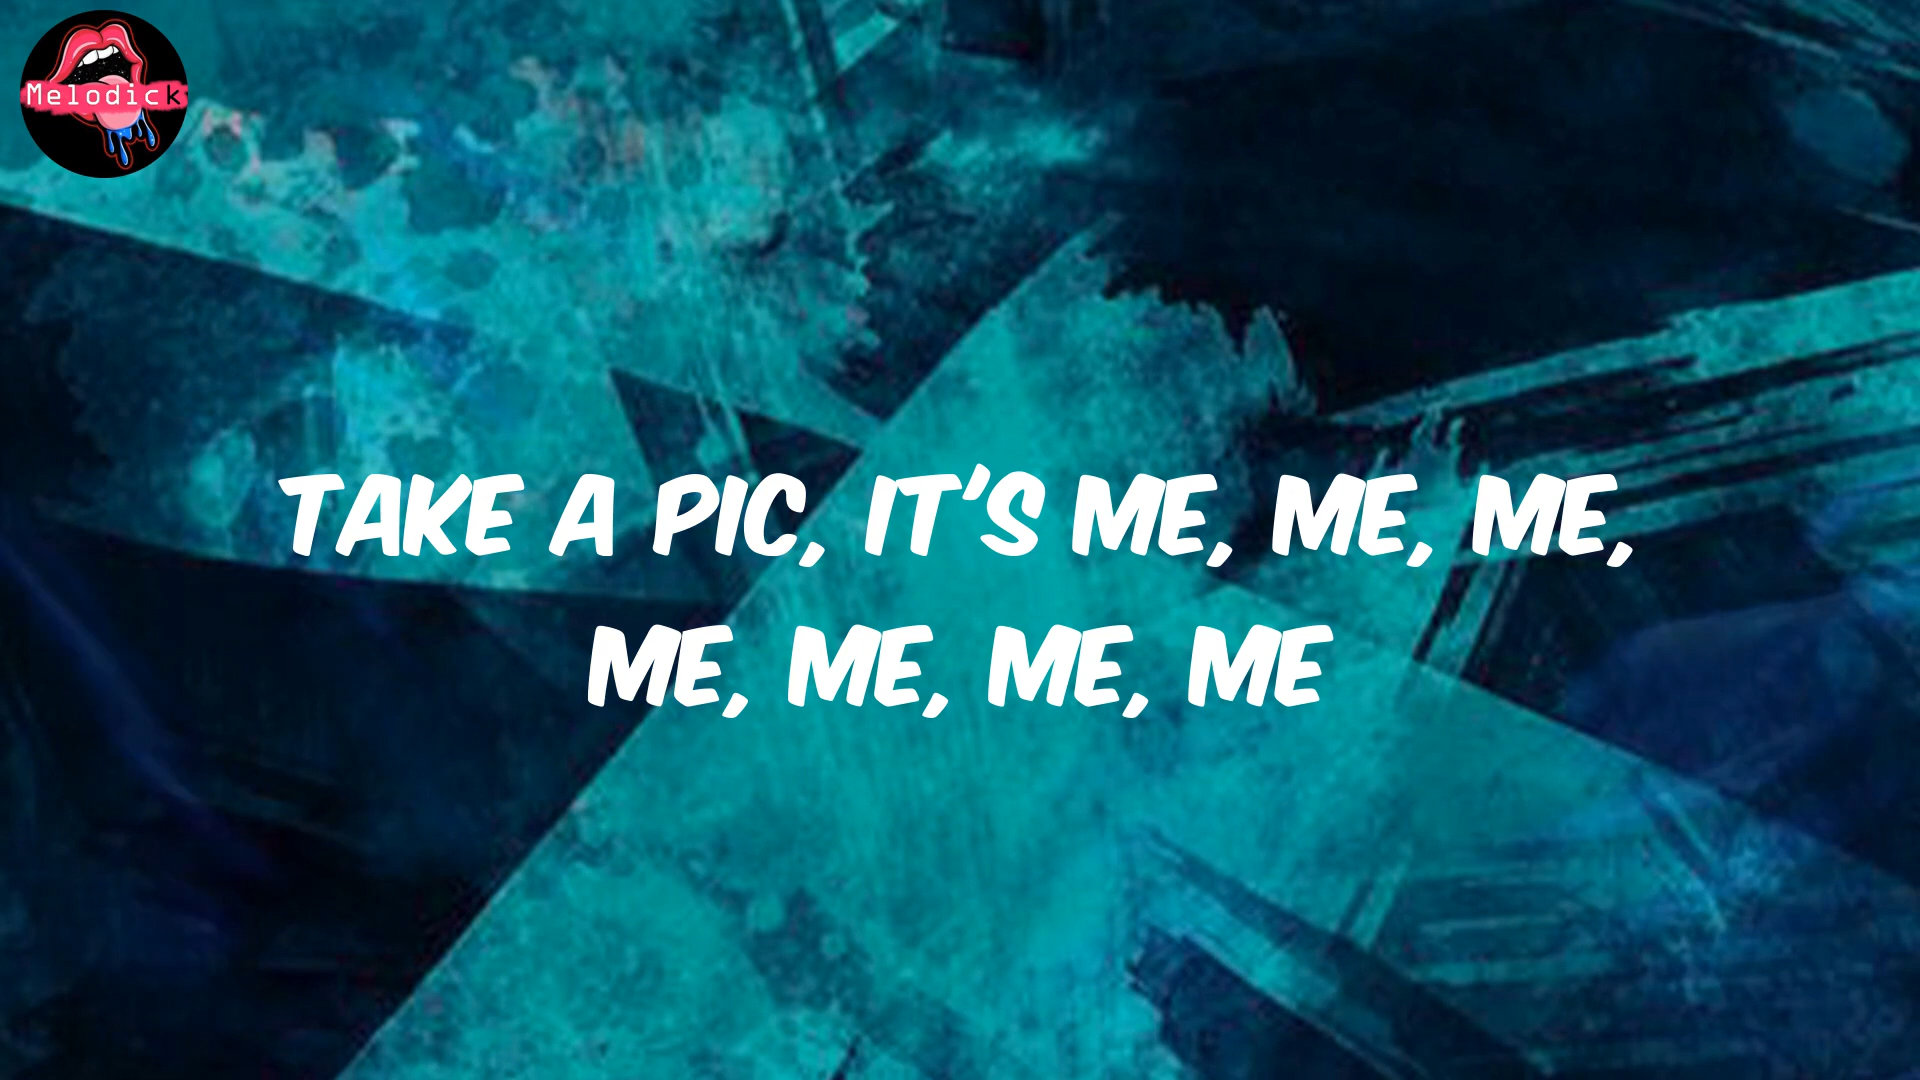 Melodick
TAKE A PIC, IT'S ME, ME, ME,
ME, ME, ME, ME